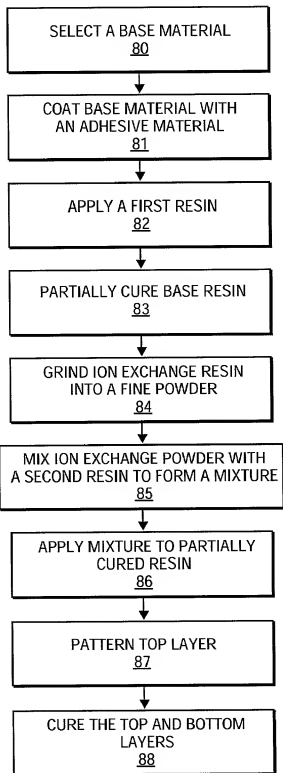 SELECT A BASE MATERIAL
80
COAT BASE MATERIAL WITH
AN ADHESIVE MATERIAL
81
APPLY A FIRST RESIN
82
PARTIALLY CURE BASE RESIN
83
GRIND ION EXCHANGE RESIN
INTO A FINE POWDER
84
MIX ION EXCHANGE POWDER WITH
A SECOND RESIN TO FORM A MIXTURE
85
APPLY MIXTURE TO PARTIALLY
CURED RESIN
86
PATTERN TOP LAYER
87
CURE THE TOP AND BOTTOM
LAYERS
88